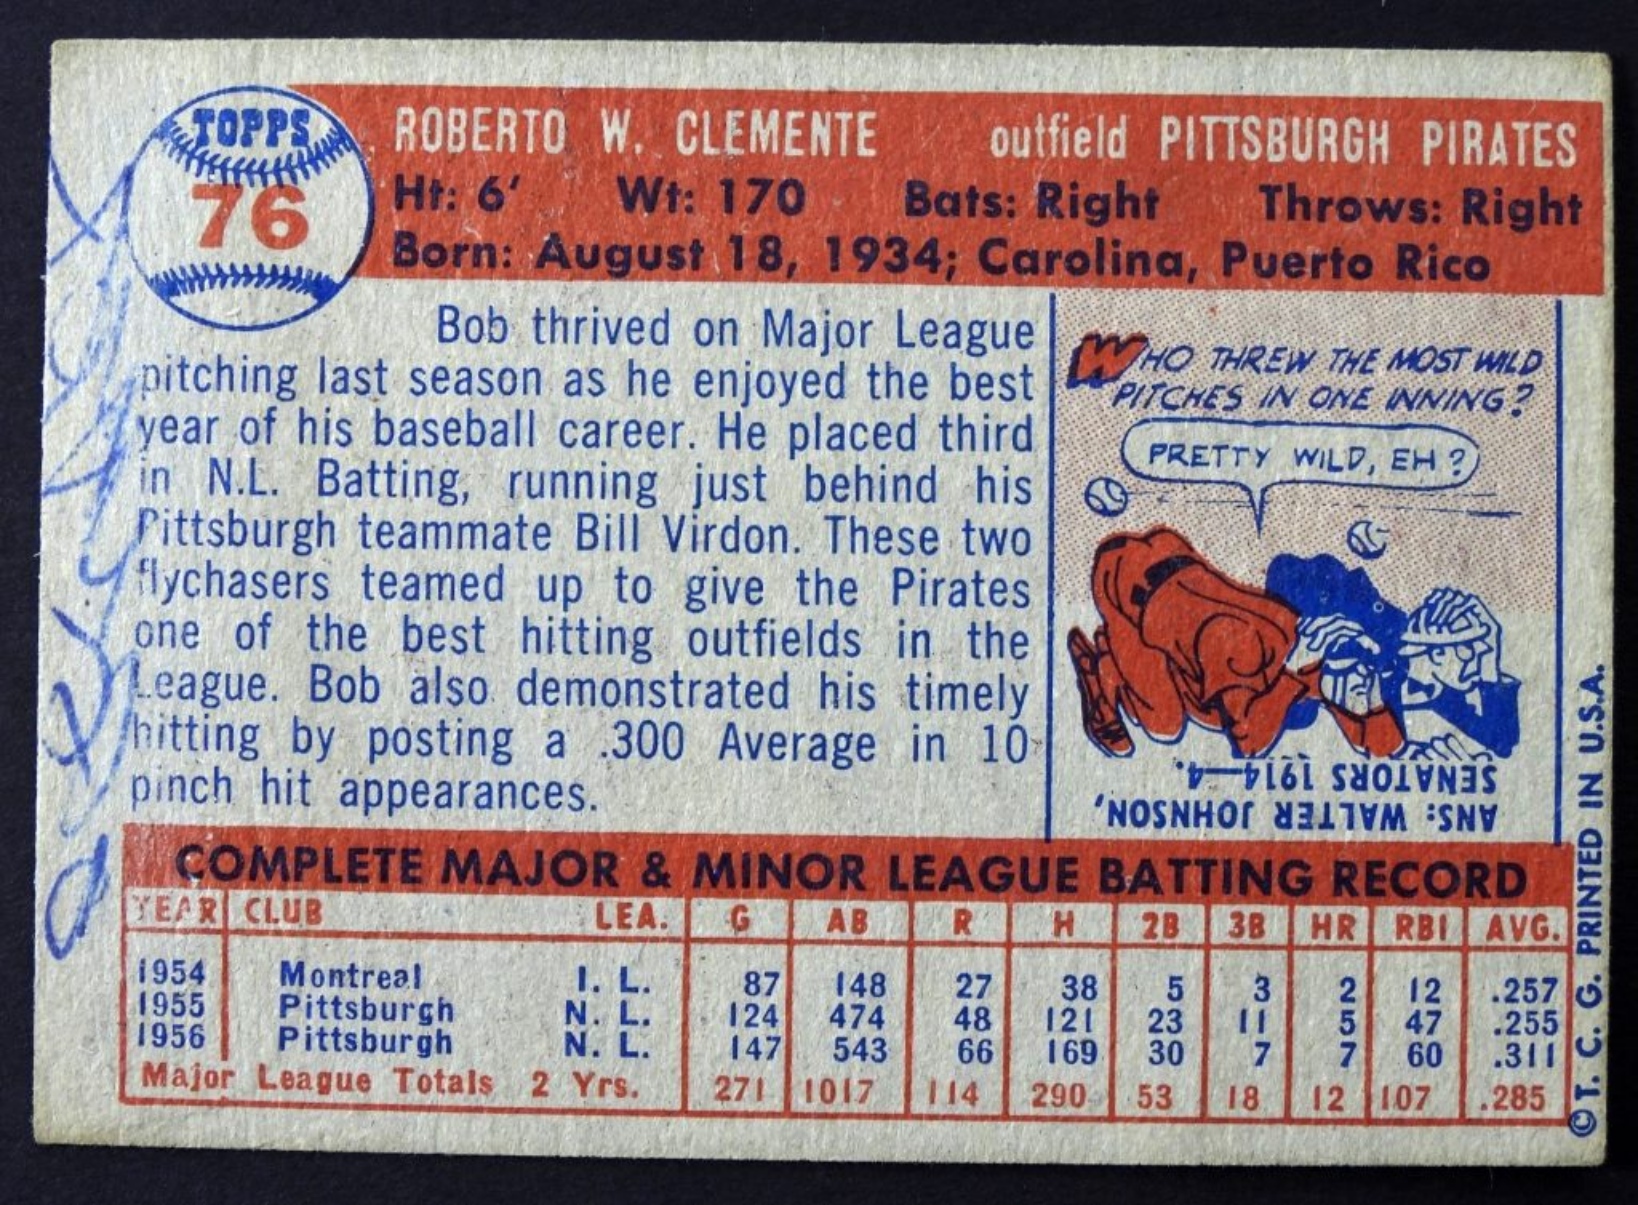 TOPPS
76
ROBERTO W. CLEMENTE outfield PITTSBURGH PIRATES
Ht: 6' Wt: 170 Bats: Right Throws: Right
Born: August 18, 1934; Carolina, Puerto Rico
Bob thrived on Major League
pitching last season as he enjoyed the best
year of his baseball career. He placed third
in N.L. Batting, running just behind his
Pittsburgh teammate Bill Virdon. These two
flychasers teamed up to give the Pirates
one of the best hitting outfields in the
League. Bob also demonstrated his timely
hitting by posting a .300 Average in 10
pinch hit appearances.
WHO THREW THE MOST WILD
PITCHES IN ONE INNING?
PRETTY WILD, EH?
ANS: WALTER JOHNSON,
SENATORS 1914—4.
COMPLETE MAJOR & MINOR LEAGUE BATTING RECORD
YEAR CLUB LEA. G AB R H 2B 3B HR RBI AVG.
1954 Montreal I. L. 87 148 27 38 5 3 2 12 .257
1955 Pittsburgh N. L. 124 474 48 121 23 11 5 47 .255
1956 Pittsburgh N. L. 147 543 66 169 30 7 7 60 .311
Major League Totals 2 Yrs. 271 1017 114 290 53 18 12 107 .285
© T. C. G. PRINTED IN U.S.A.